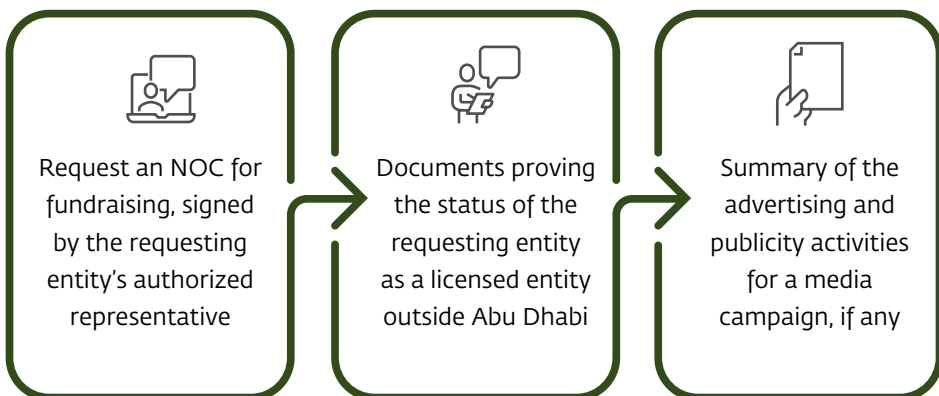 Request an NOC for
fundraising, signed
by the requesting
entity’s authorized
representative
Documents proving
the status of the
requesting entity
as a licensed entity
outside Abu Dhabi
Summary of the
advertising and
publicity activities
for a media
campaign, if any